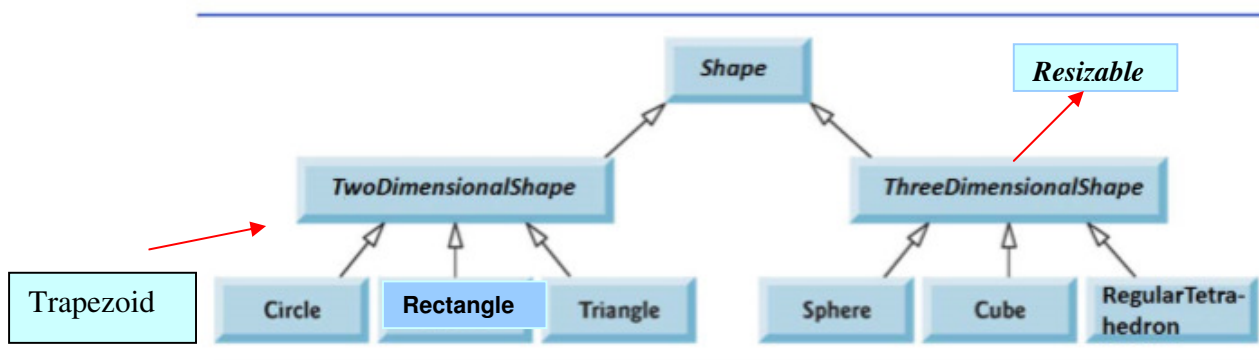 Shape
Resizable
TwoDimensionalShape
ThreeDimensionalShape
Trapezoid
Circle
Rectangle
Triangle
Sphere
Cube
RegularTetra-
hedron